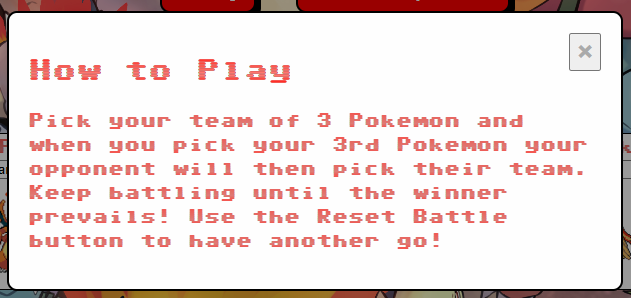 How to Play
Pick your team of 3 Pokemon and
when you pick your 3rd Pokemon your
opponent will then pick their team.
Keep battling until the winner
prevails! Use the Reset Battle
button to have another go!